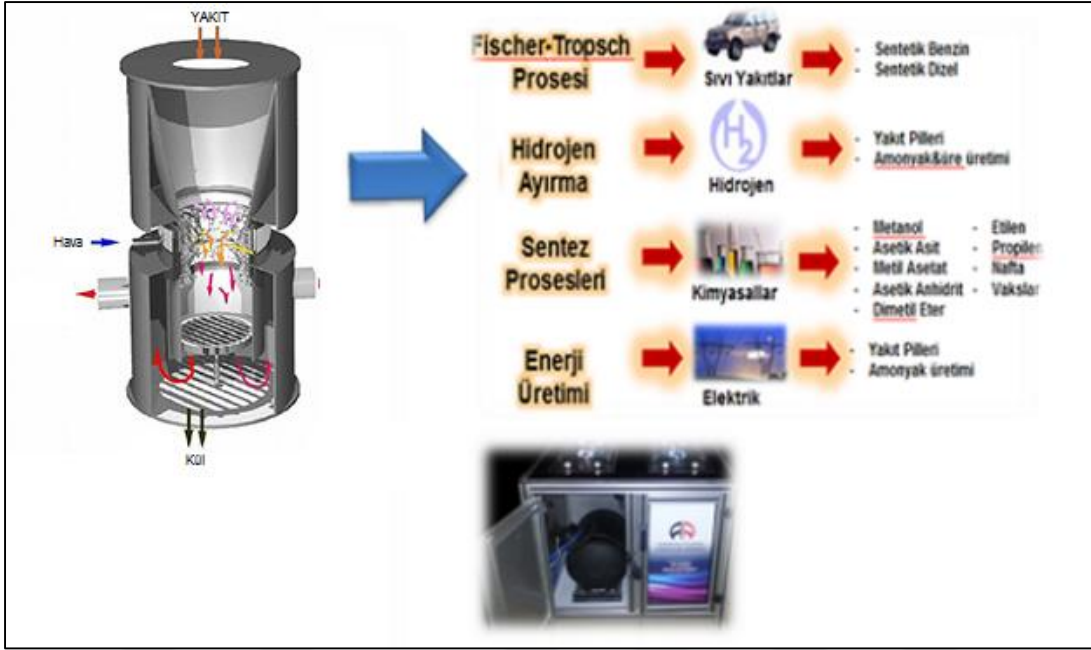 YAKIT
Hava
Kül
Fischer-Tropsch
Prosesi
Sıvı Yakıtlar
- Sentetik Benzin
- Sentetik Dizel
Hidrojen
Ayırma
H2
Hidrojen
- Yakıt Pilleri
- Amonyak&üre üretimi
Sentez
Prosesleri
Kimyasallar
- Metanol
- Asetik Asit
- Metil Asetat
- Asetik Anhidrit
- Dimetil Eter
- Etilen
- Propilen
- Nafta
- Vakslar
Enerji
Üretimi
Elektrik
- Yakıt Pilleri
- Amonyak üretimi